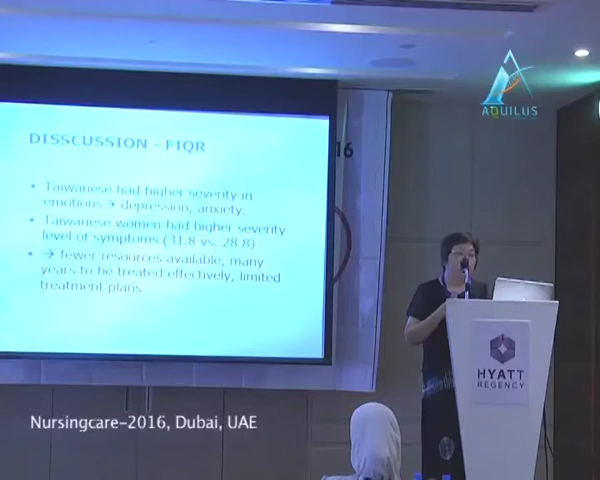 AQUILUS
DISSCUSSION - FIQR
• Taiwanese had higher severity in
emotions → depression, anxiety.
• Taiwanese women had higher severity
level of symptoms (31.8 vs. 28.8)
• → fewer resources available, many
years to be treated effectively, limited
treatment plans
16
HYATT
REGENCY
Nursingcare-2016, Dubai, UAE